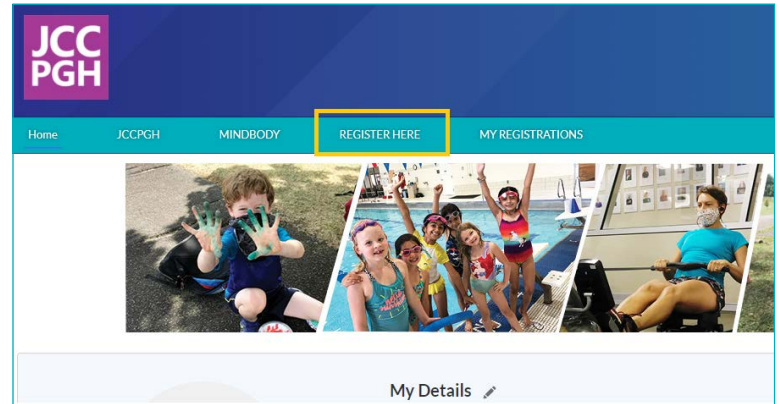 JCC
PGH
Home JCCPGH MINDBODY REGISTER HERE MY REGISTRATIONS
My Details